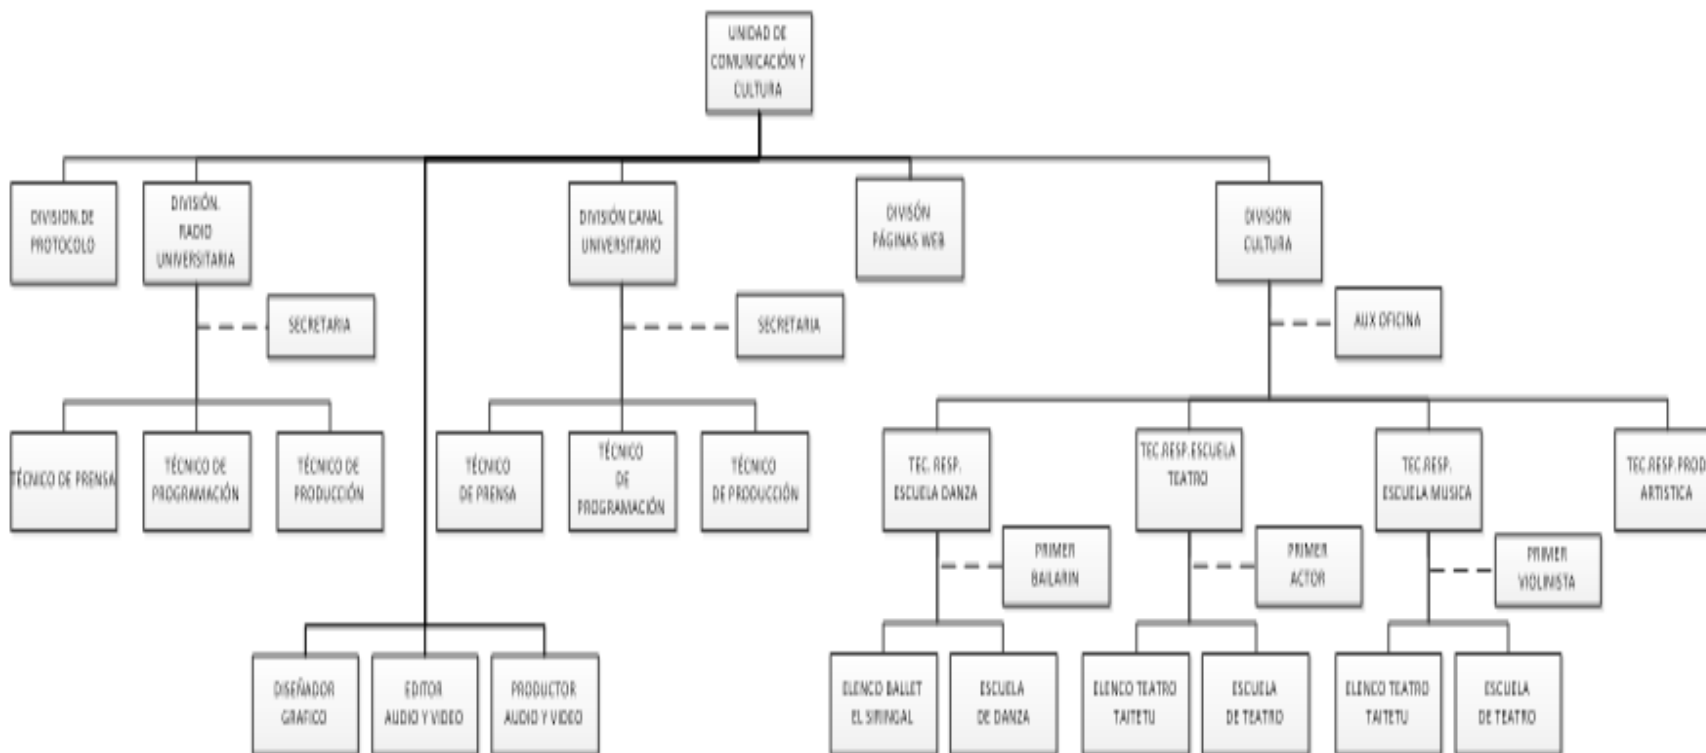 UNIDAD DE
COMUNICACIÓN Y
CULTURA
DIVISION.DE
PROTOCOLO
DIVISIÓN.
RADIO
UNIVERSITARIA
DIVISIÓN CANAL
UNIVERSITARIO
DIVISÓN
PÁGINAS WEB
DIVISION
CULTURA
SECRETARIA
SECRETARIA
AUX OFICINA
TÉCNICO DE PRENSA
TÉCNICO DE
PROGRAMACIÓN
TÉCNICO DE
PRODUCCIÓN
TÉCNICO
DE PRENSA
TÉCNICO
DE
PROGRAMACIÓN
TÉCNICO
DE PRODUCCIÓN
TEC. RESP.
ESCUELA DANZA
TEC.RESP.ESCUELA
TEATRO
TEC.RESP.
ESCUELA MUSICA
TEC.RESP.PROD
ARTISTICA
PRIMER
BAILARIN
PRIMER
ACTOR
PRIMER
VIOLINISTA
DISEÑADOR
GRAFICO
EDITOR
AUDIO Y VIDEO
PRODUCTOR
AUDIO Y VIDEO
ELENCO BALLET
EL SIRINGAL
ESCUELA
DE DANZA
ELENCO TEATRO
TAITETU
ESCUELA
DE TEATRO
ELENCO TEATRO
TAITETU
ESCUELA
DE TEATRO